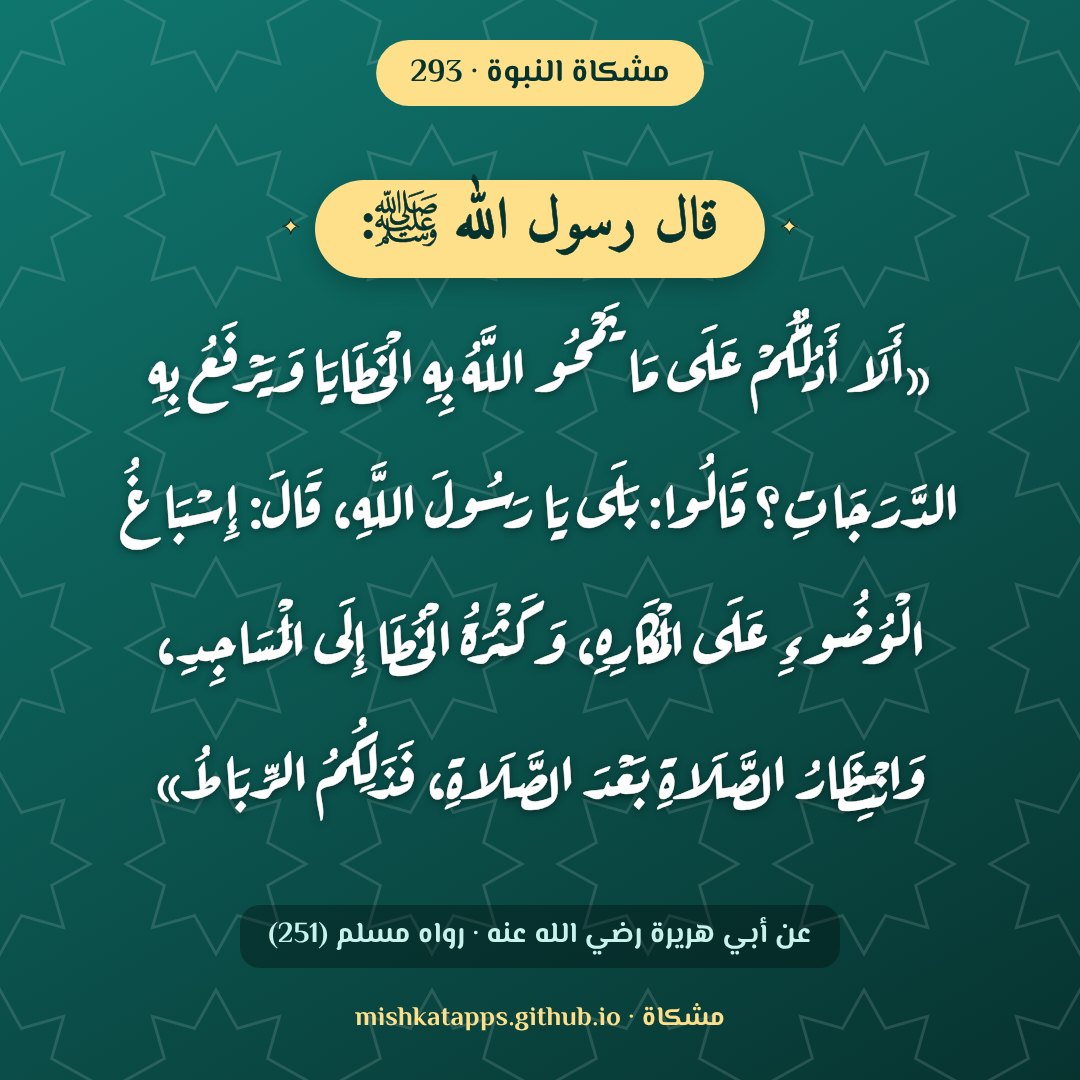 مشكاة النبوة · 293
قال رسول الله ﷺ:
«أَلَا أَدُلُّكُمْ عَلَى مَا يَمْحُو اللَّهُ بِهِ الْخَطَايَا وَيَرْفَعُ بِهِ
الدَّرَجَاتِ؟ قَالُوا: بَلَى يَا رَسُولَ اللَّهِ، قَالَ: إِسْبَاغُ
الْوُضُوءِ عَلَى الْمَكَارِهِ، وَكَثْرَةُ الْخُطَا إِلَى الْمَسَاجِدِ،
وَانْتِظَارُ الصَّلَاةِ بَعْدَ الصَّلَاةِ، فَذَلِكُمُ الرِّبَاطُ»
عن أبي هريرة رضي الله عنه · رواه مسلم (251)
مشكاة · mishkatapps.github.io